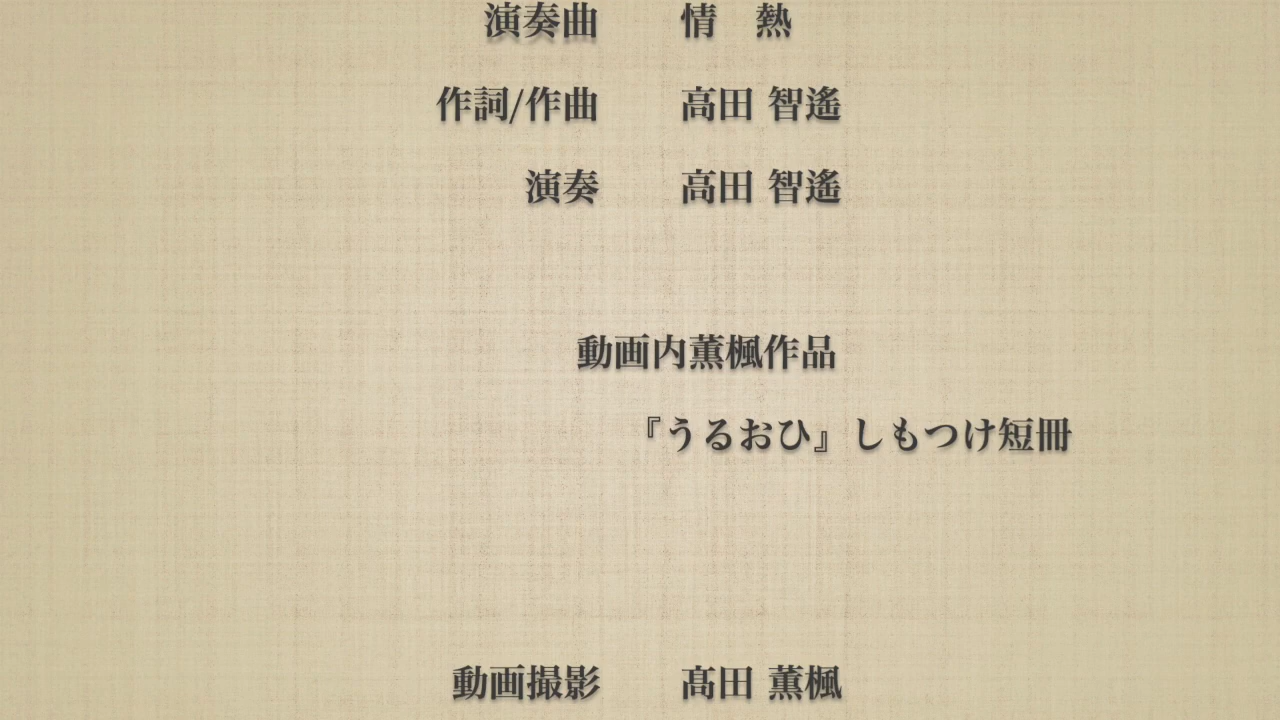 演奏曲 情 熱
作詞/作曲 高田 智遙
演奏 高田 智遙
動画内薫楓作品
『うるおひ』しもつけ短冊
動画撮影 髙田 薫楓